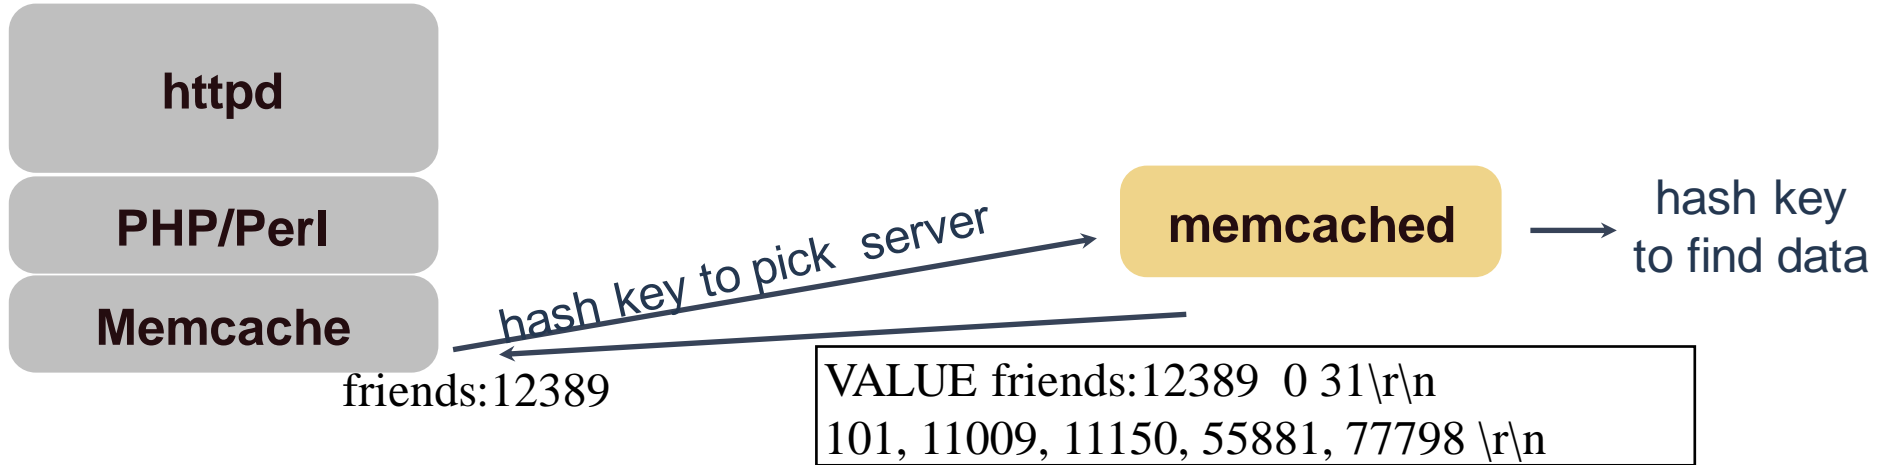 httpd
PHP/Perl
Memcache
hash key to pick server
memcached
hash key
to find data
friends:12389
VALUE friends:12389 0 31\r\n
101, 11009, 11150, 55881, 77798 \r\n